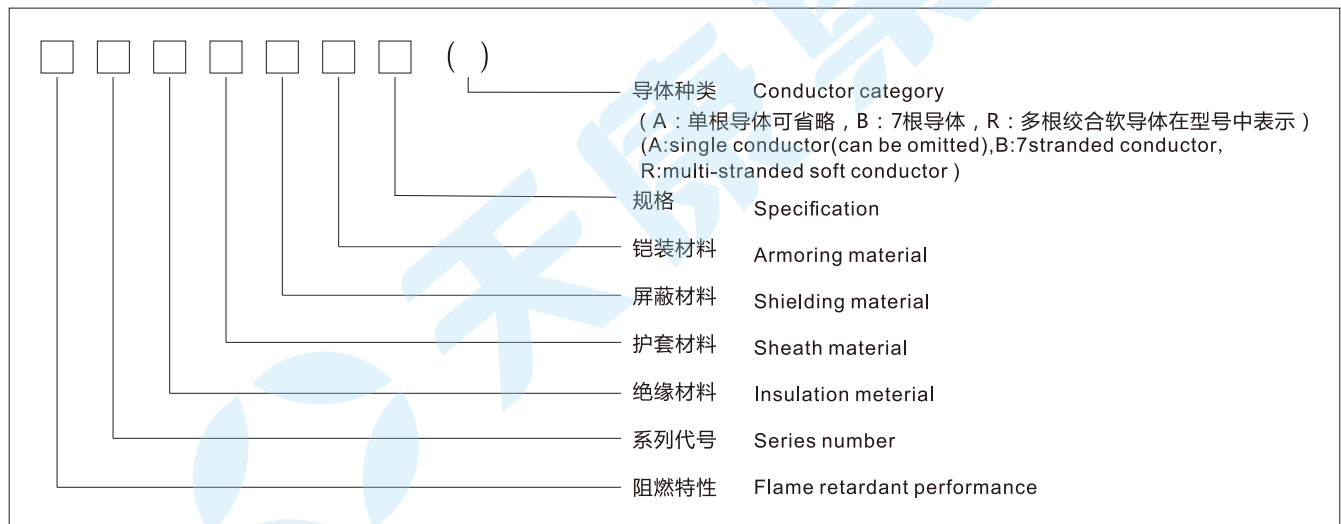 □ □ □ □ □ □ □ ( )
导体种类 Conductor category
(A：单根导体可省略，B：7根导体，R：多根绞合软导体在型号中表示)
(A:single conductor(can be omitted),B:7stranded conductor,
R:multi-stranded soft conductor)
规格 Specification
铠装材料 Armoring material
屏蔽材料 Shielding material
护套材料 Sheath material
绝缘材料 Insulation meterial
系列代号 Series number
阻燃特性 Flame retardant performance
天康